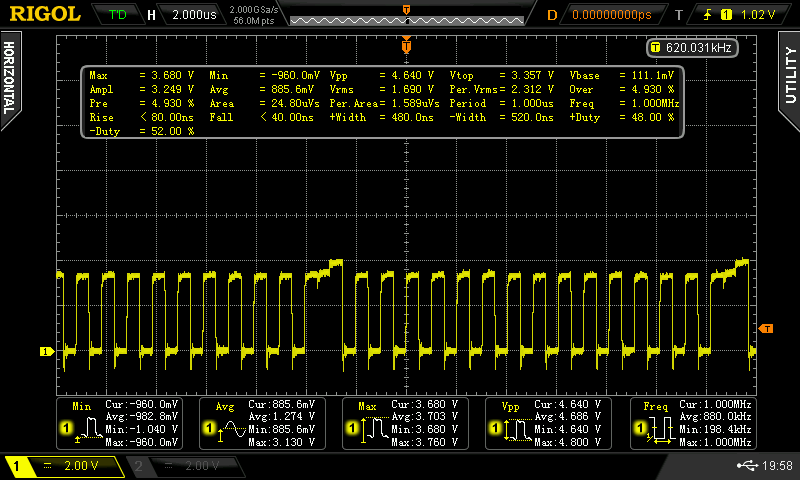 RIGOL T'D H 2.000us 2.000GSa/s 56.0M pts D 0.00000000ps T 1 1.02 V
HORIZONTAL
UTILITY
T 620.031kHz
Max = 3.680 V Min = -960.0mV Vpp = 4.640 V Vtop = 3.357 V Vbase = 111.1mV
Ampl = 3.249 V Avg = 885.6mV Vrms = 1.690 V Per.Vrms= 2.312 V Over = 4.930 %
Pre = 4.930 % Area = 24.80uVs Per.Area= 1.589uVs Period = 1.000us Freq = 1.000MHz
Rise < 80.00ns Fall < 40.00ns +Width = 480.0ns -Width = 520.0ns +Duty = 48.00 %
-Duty = 52.00 %
T
T
1
Min Cur:-960.0mV Avg:-982.8mV Min:-1.040 V Max:-960.0mV
1
Avg Cur:885.6mV Avg:1.274 V Min:885.6mV Max:3.130 V
1
Max Cur:3.680 V Avg:3.703 V Min:3.680 V Max:3.760 V
1
Vpp Cur:4.640 V Avg:4.686 V Min:4.640 V Max:4.800 V
1
Freq Cur:1.000MHz Avg:880.0kHz Min:198.4kHz Max:1.000MHz
1
1 = 2.00 V 2 = 2.00 V 19:58